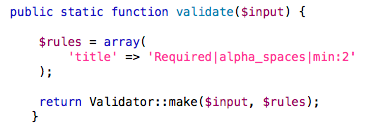 public static function validate($input) {
$rules = array(
'title' => 'Required|alpha_spaces|min:2'
);
return Validator::make($input, $rules);
}